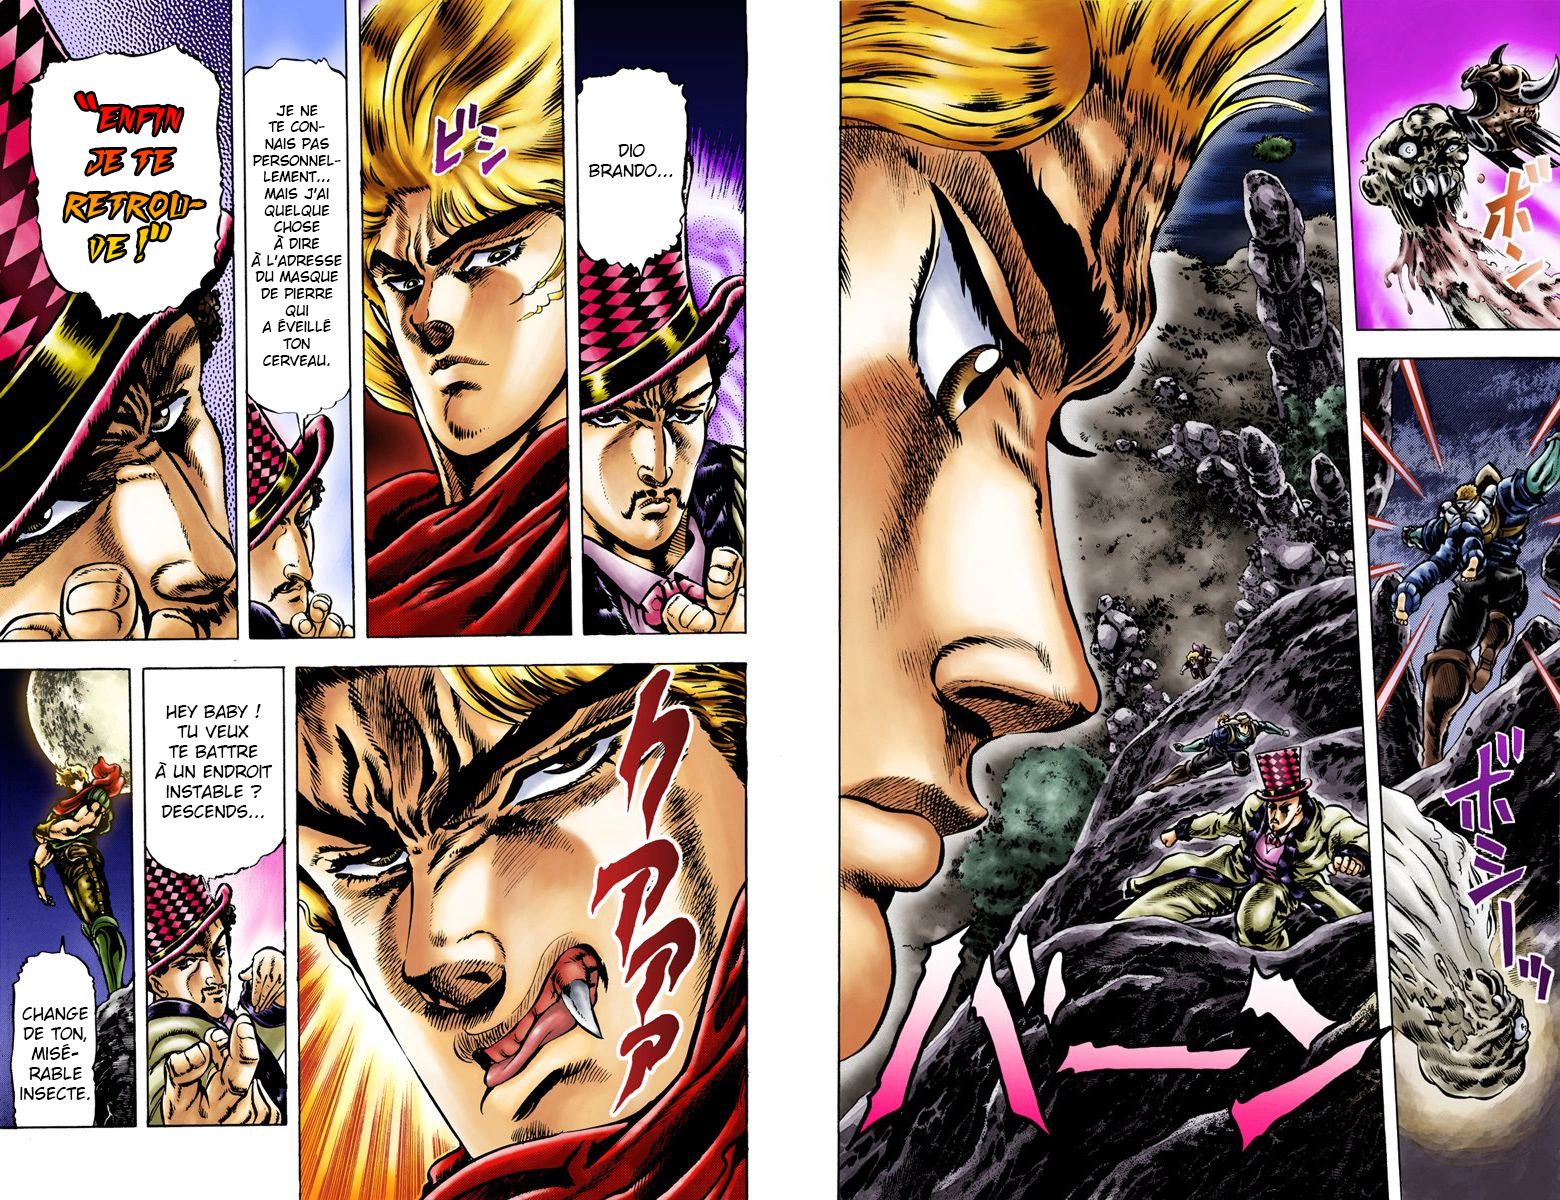 ボン
ボシーッ
バーン
DIO
BRANDO...
ビシ
JE NE
TE CON-
NAIS PAS
PERSONNEL-
LEMENT...
MAIS J'AI
QUELQUE
CHOSE
À DIRE
À L'ADRESSE
DU MASQUE
DE PIERRE
QUI
A ÉVEILLÉ
TON
CERVEAU.
"ENFIN
JE TE
RETROU-
VE !"
クアアアア
HEY BABY !
TU VEUX
TE BATTRE
À UN ENDROIT
INSTABLE ?
DESCENDS...
CHANGE
DE TON,
MISÉ-
RABLE
INSECTE.